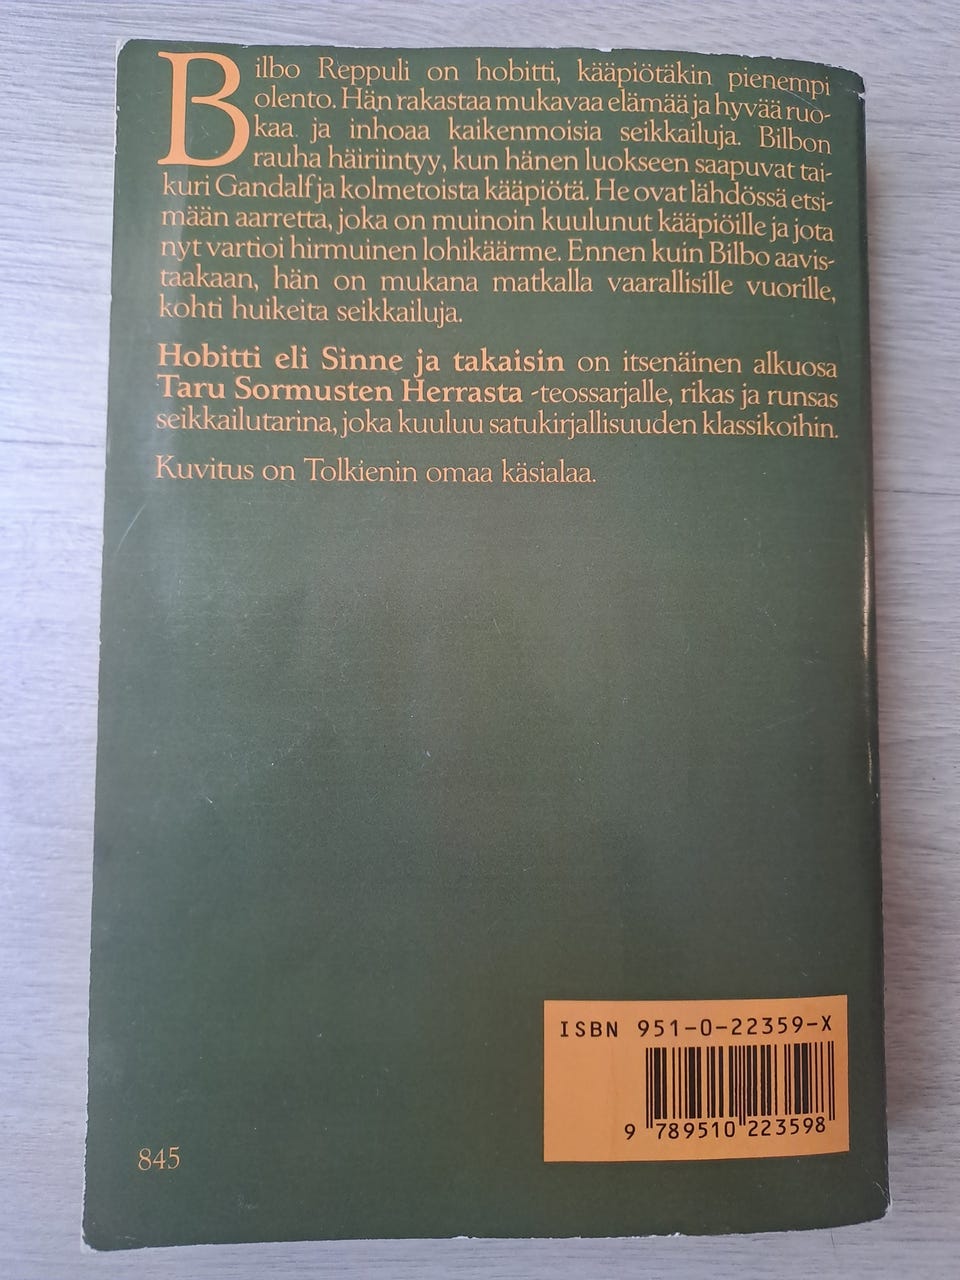 Bilbo Reppuli on hobitti, kääpiötäkin pienempi
olento. Hän rakastaa mukavaa elämää ja hyvää ruo-
kaa ja inhoaa kaikenmoisia seikkailuja. Bilbon
rauha häiriintyy, kun hänen luokseen saapuvat tai-
kuri Gandalf ja kolmetoista kääpiötä. He ovat lähdössä etsi-
mään aarretta, joka on muinoin kuulunut kääpiöille ja jota
nyt vartioi hirmuinen lohikäärme. Ennen kuin Bilbo aavis-
taakaan, hän on mukana matkalla vaarallisille vuorille,
kohti huikeita seikkailuja.
Hobitti eli Sinne ja takaisin on itsenäinen alkuosa
Taru Sormusten Herrasta -teossarjalle, rikas ja runsas
seikkailutarina, joka kuuluu satukirjallisuuden klassikoihin.
Kuvitus on Tolkienin omaa käsialaa.
ISBN 951-0-22359-X
9 789510 223598
845